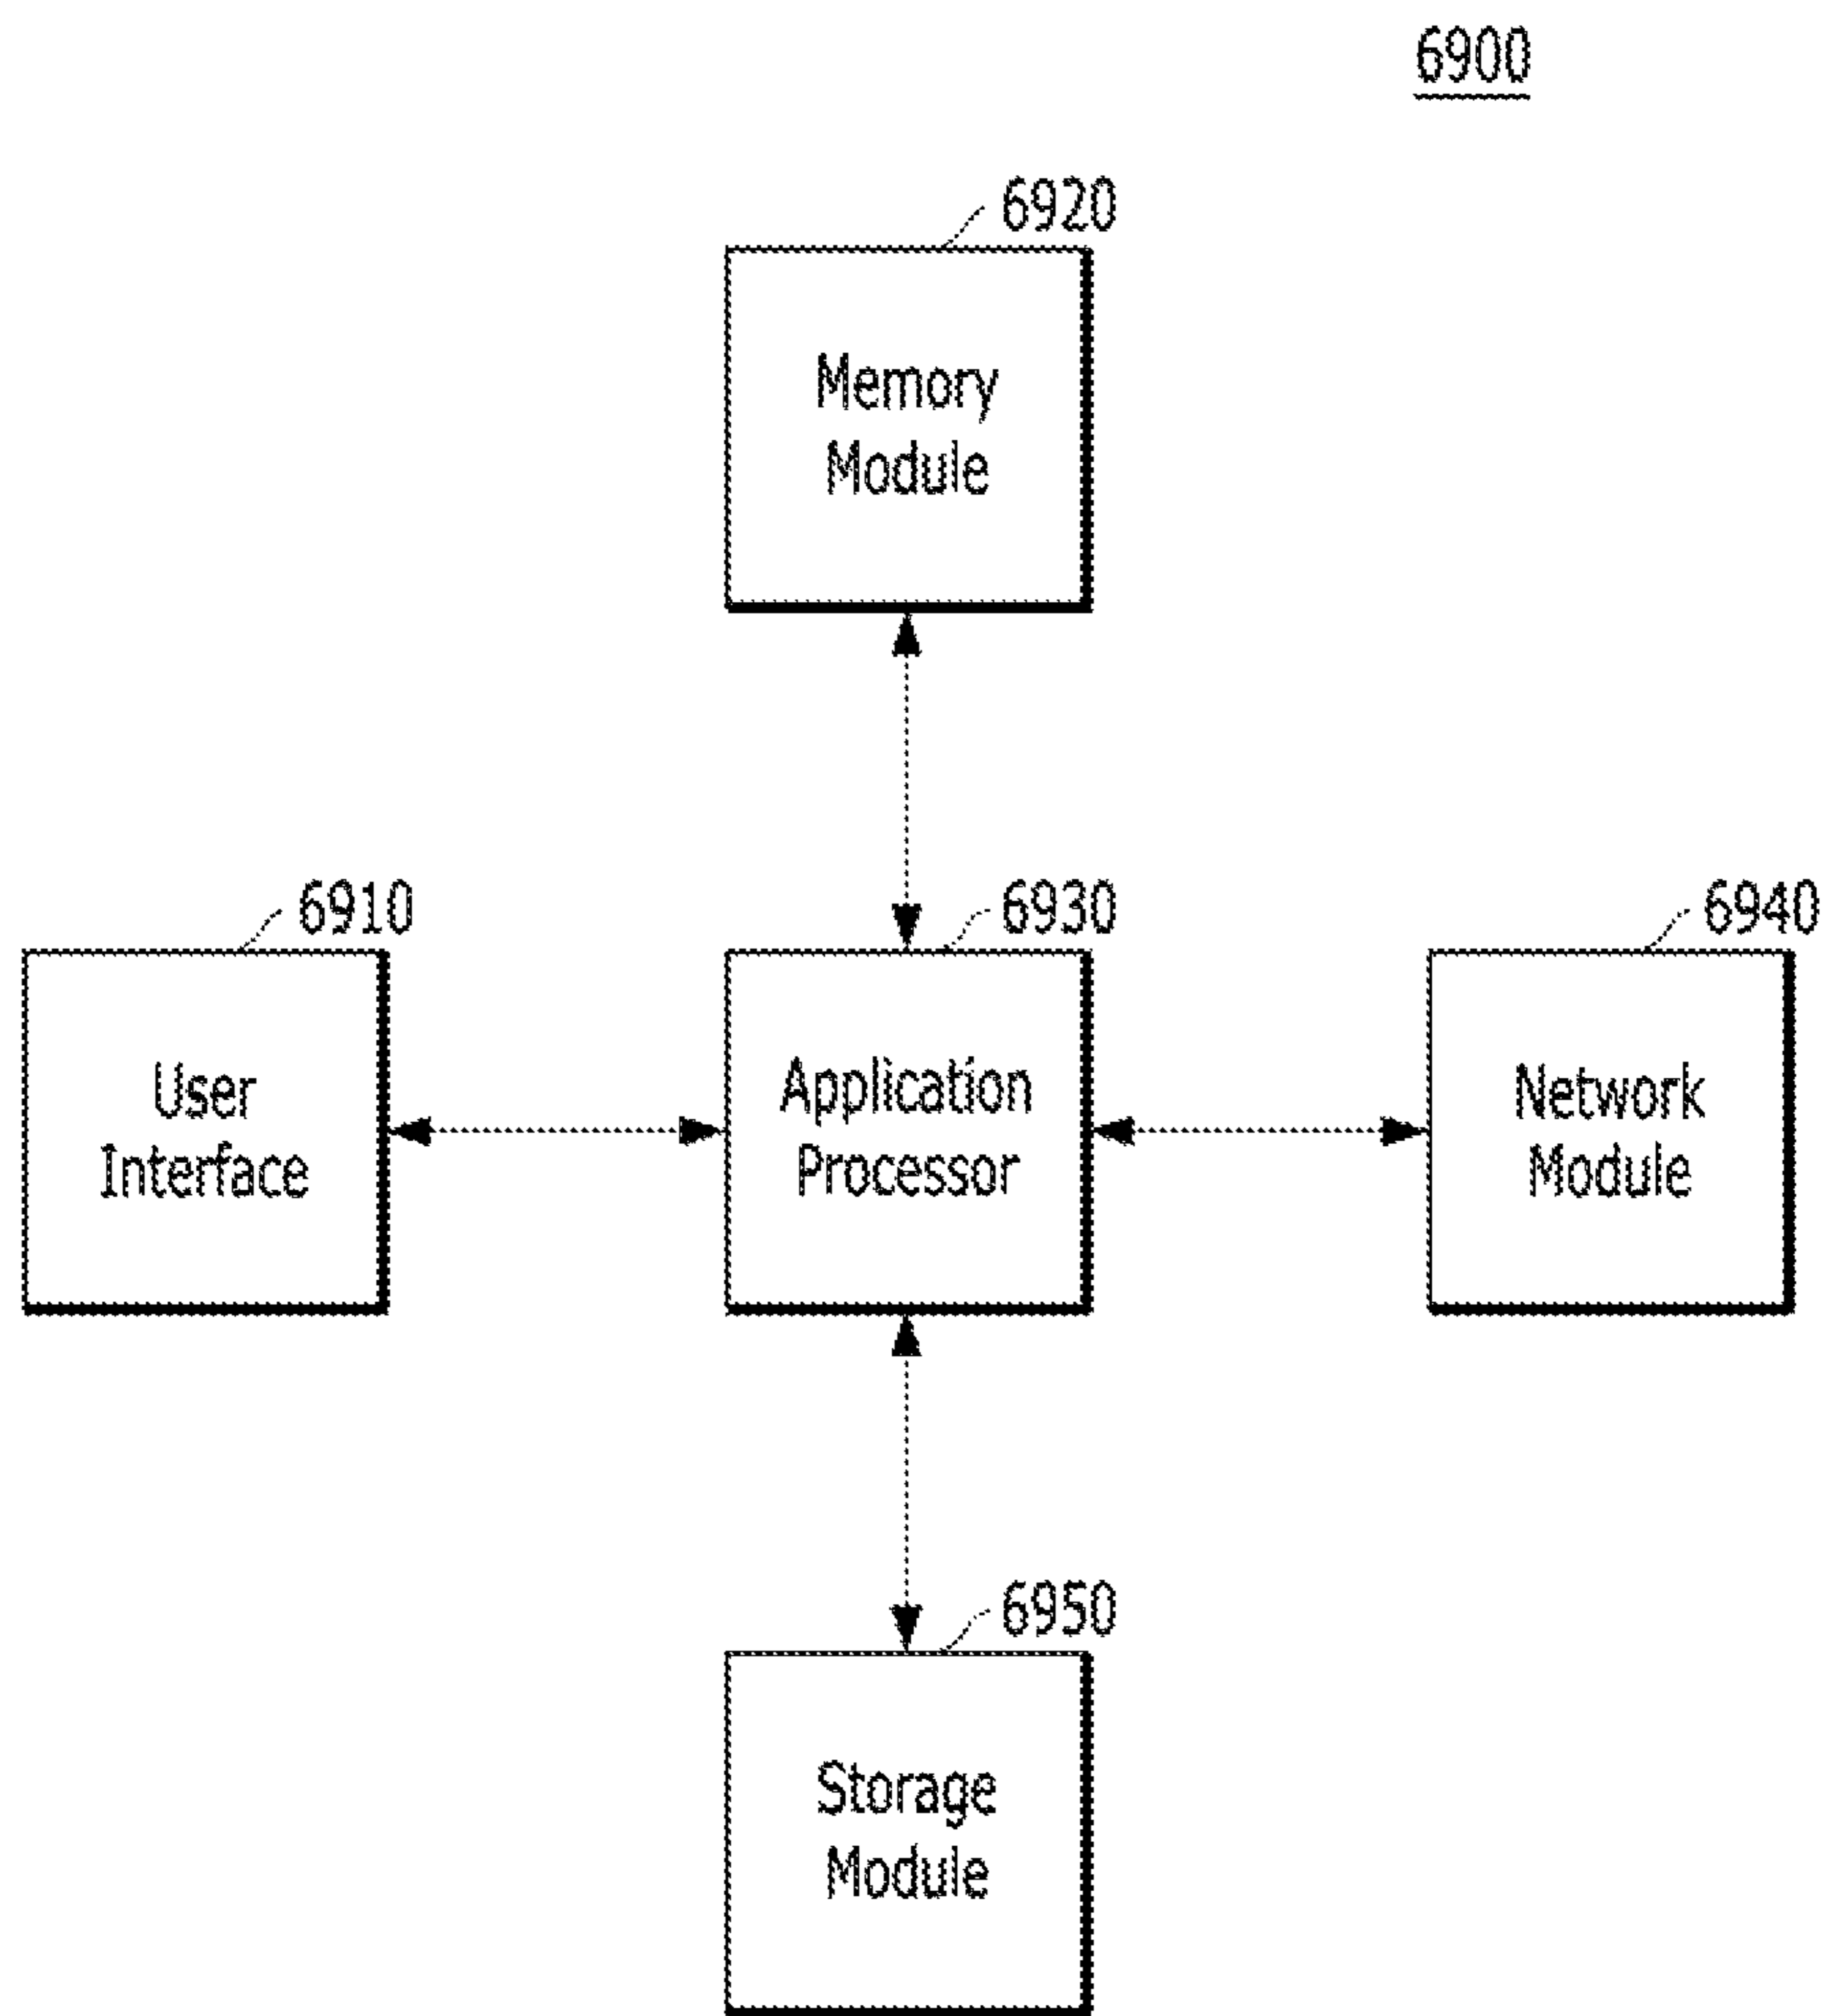 6900
6920
Memory
Module
6910
6930
6940
User
Interface
Application
Processor
Network
Module
6950
Storage
Module